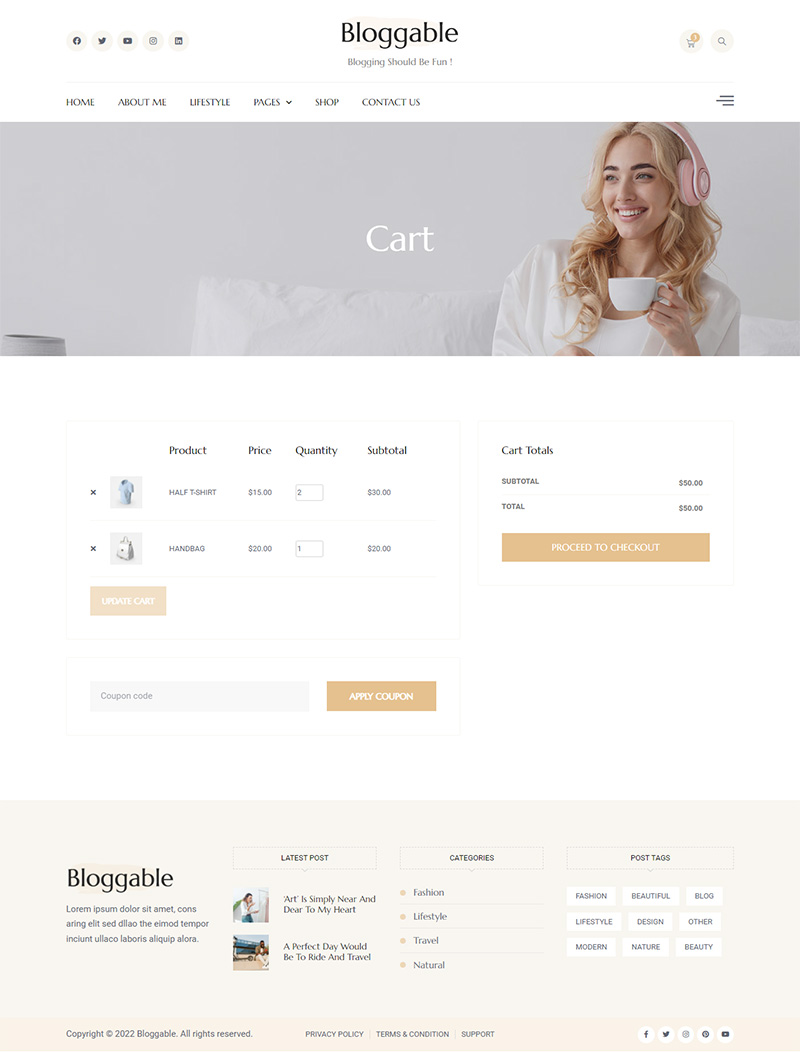 Bloggable
3
Blogging Should Be Fun !
HOME ABOUT ME LIFESTYLE PAGES SHOP CONTACT US
Cart
Product Price Quantity Subtotal
× HALF T-SHIRT $15.00 2 $30.00
× HANDBAG $20.00 1 $20.00
UPDATE CART
Coupon code APPLY COUPON
Cart Totals
SUBTOTAL $50.00
TOTAL $50.00
PROCEED TO CHECKOUT
Bloggable
Lorem ipsum dolor sit amet, cons
aring elit sed dllao the eimod tempor
inciunt ullaco laboris aliquip alora.
LATEST POST
'Art' Is Simply Near And
Dear To My Heart
A Perfect Day Would
Be To Ride And Travel
CATEGORIES
Fashion
Lifestyle
Travel
Natural
POST TAGS
FASHION BEAUTIFUL BLOG
LIFESTYLE DESIGN OTHER
MODERN NATURE BEAUTY
Copyright © 2022 Bloggable. All rights reserved.
PRIVACY POLICY TERMS & CONDITION SUPPORT